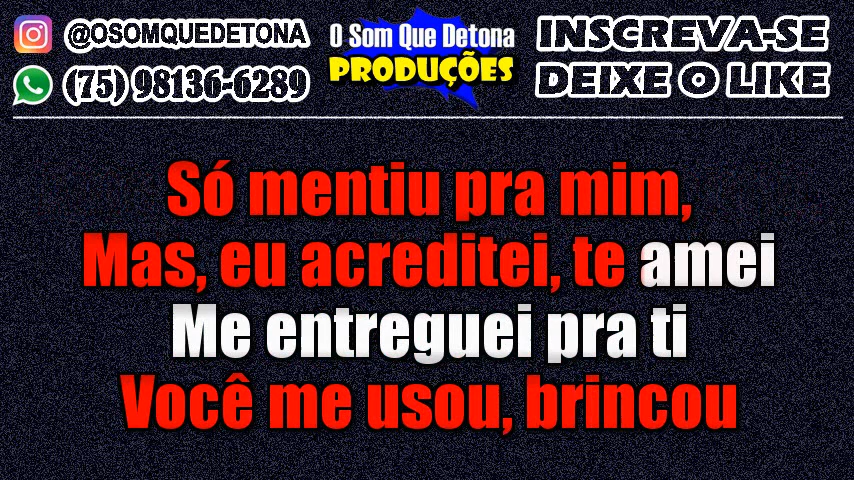 @OSOMQUEDETONA
(75) 98136-6289
O Som Que Detona
PRODUÇÕES
INSCREVA-SE
DEIXE O LIKE
Só mentiu pra mim,
Mas, eu acreditei, te amei
Me entreguei pra ti
Você me usou, brincou